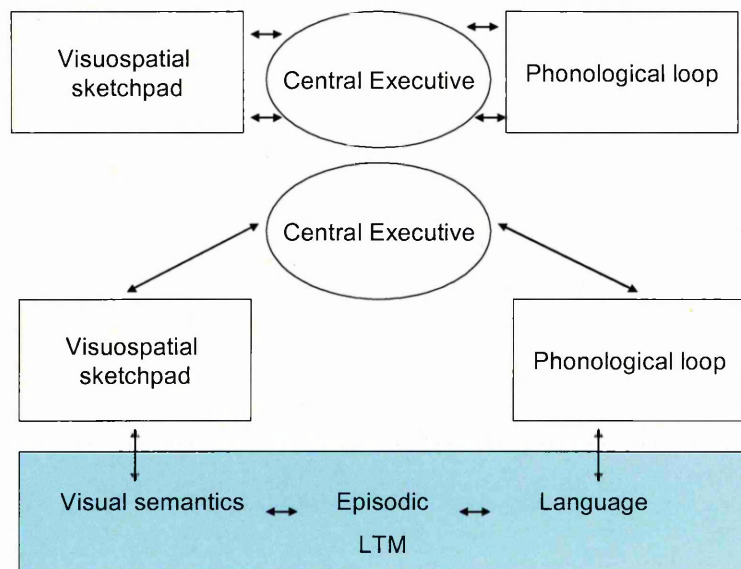 Visuospatial
sketchpad
Central Executive
Phonological loop
Central Executive
Visuospatial
sketchpad
Phonological loop
Visual semantics
Episodic
Language
LTM